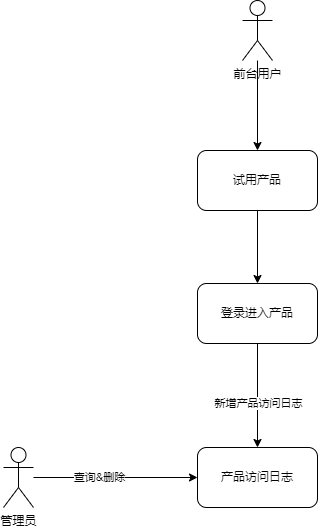 前台用户
试用产品
登录进入产品
新增产品访问日志
查询&删除
产品访问日志
管理员